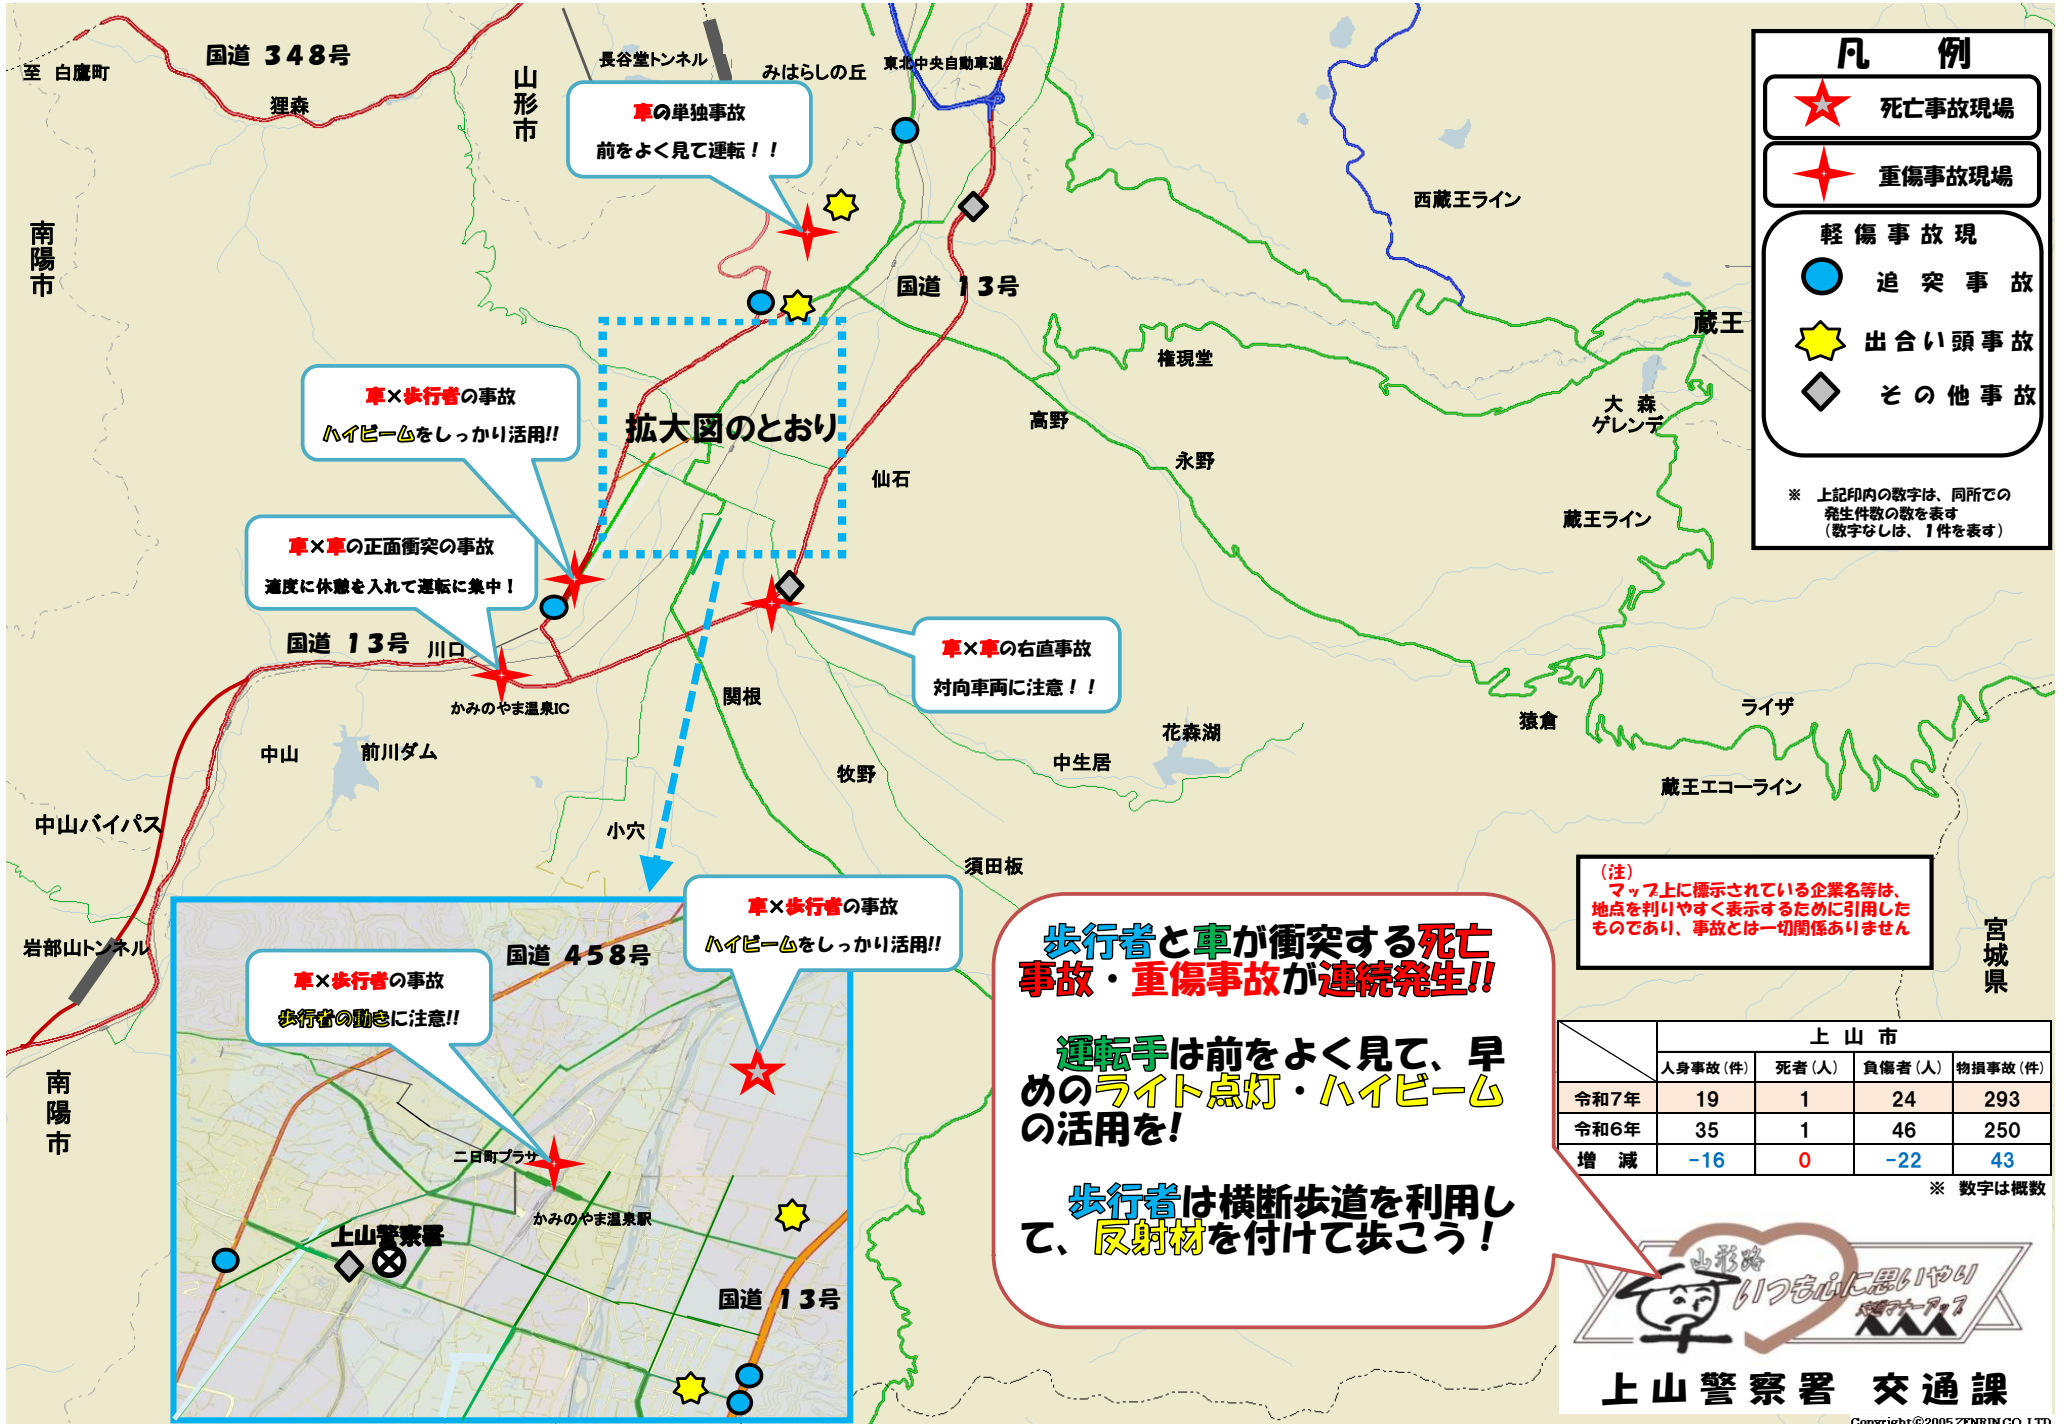 国道 348号
至 白鷹町
狸森
山形市
長谷堂トンネル
みはらしの丘
東北中央自動車道
車の単独事故
前をよく見て運転！！
南陽市
国道 13号
西蔵王ライン
蔵王
権現堂
大 森
ゲレンデ
高野
永野
仙石
蔵王ライン
車×歩行者の事故
ハイビームをしっかり活用!!
拡大図のとおり
車×車の正面衝突の事故
適度に休憩を入れて運転に集中！
国道 13号
川口
かみのやま温泉IC
車×車の右直事故
対向車両に注意！！
関根
中山
前川ダム
牧野
中生居
花森湖
猿倉
ライザ
蔵王エコーライン
中山バイパス
小穴
須田板
岩部山トンネル
南陽市
宮城県
凡 例
死亡事故現場
重傷事故現場
軽傷事故現
追突事故
出合い頭事故
その他事故
※ 上記印内の数字は、同所での
発生件数の数を表す
（数字なしは、1件を表す）
国道 458号
車×歩行者の事故
ハイビームをしっかり活用!!
車×歩行者の事故
歩行者の動きに注意!!
二日町プラザ
かみのやま温泉駅
上山警察署
国道 13号
歩行者と車が衝突する死亡
事故・重傷事故が連続発生!!
運転手は前をよく見て、早
めのライト点灯・ハイビーム
の活用を!
歩行者は横断歩道を利用し
て、反射材を付けて歩こう！
（注）
マップ上に標示されている企業名等は、
地点を判りやすく表示するために引用した
ものであり、事故とは一切関係ありません
上 山 市
人身事故（件） 死者（人） 負傷者（人） 物損事故（件）
令和7年 19 1 24 293
令和6年 35 1 46 250
増 減 -16 0 -22 43
※ 数字は概数
山形路
いつも心に思いやり
交通マナーアップ
上山警察署 交通課
Copyright©2005 ZENRIN CO. LTD